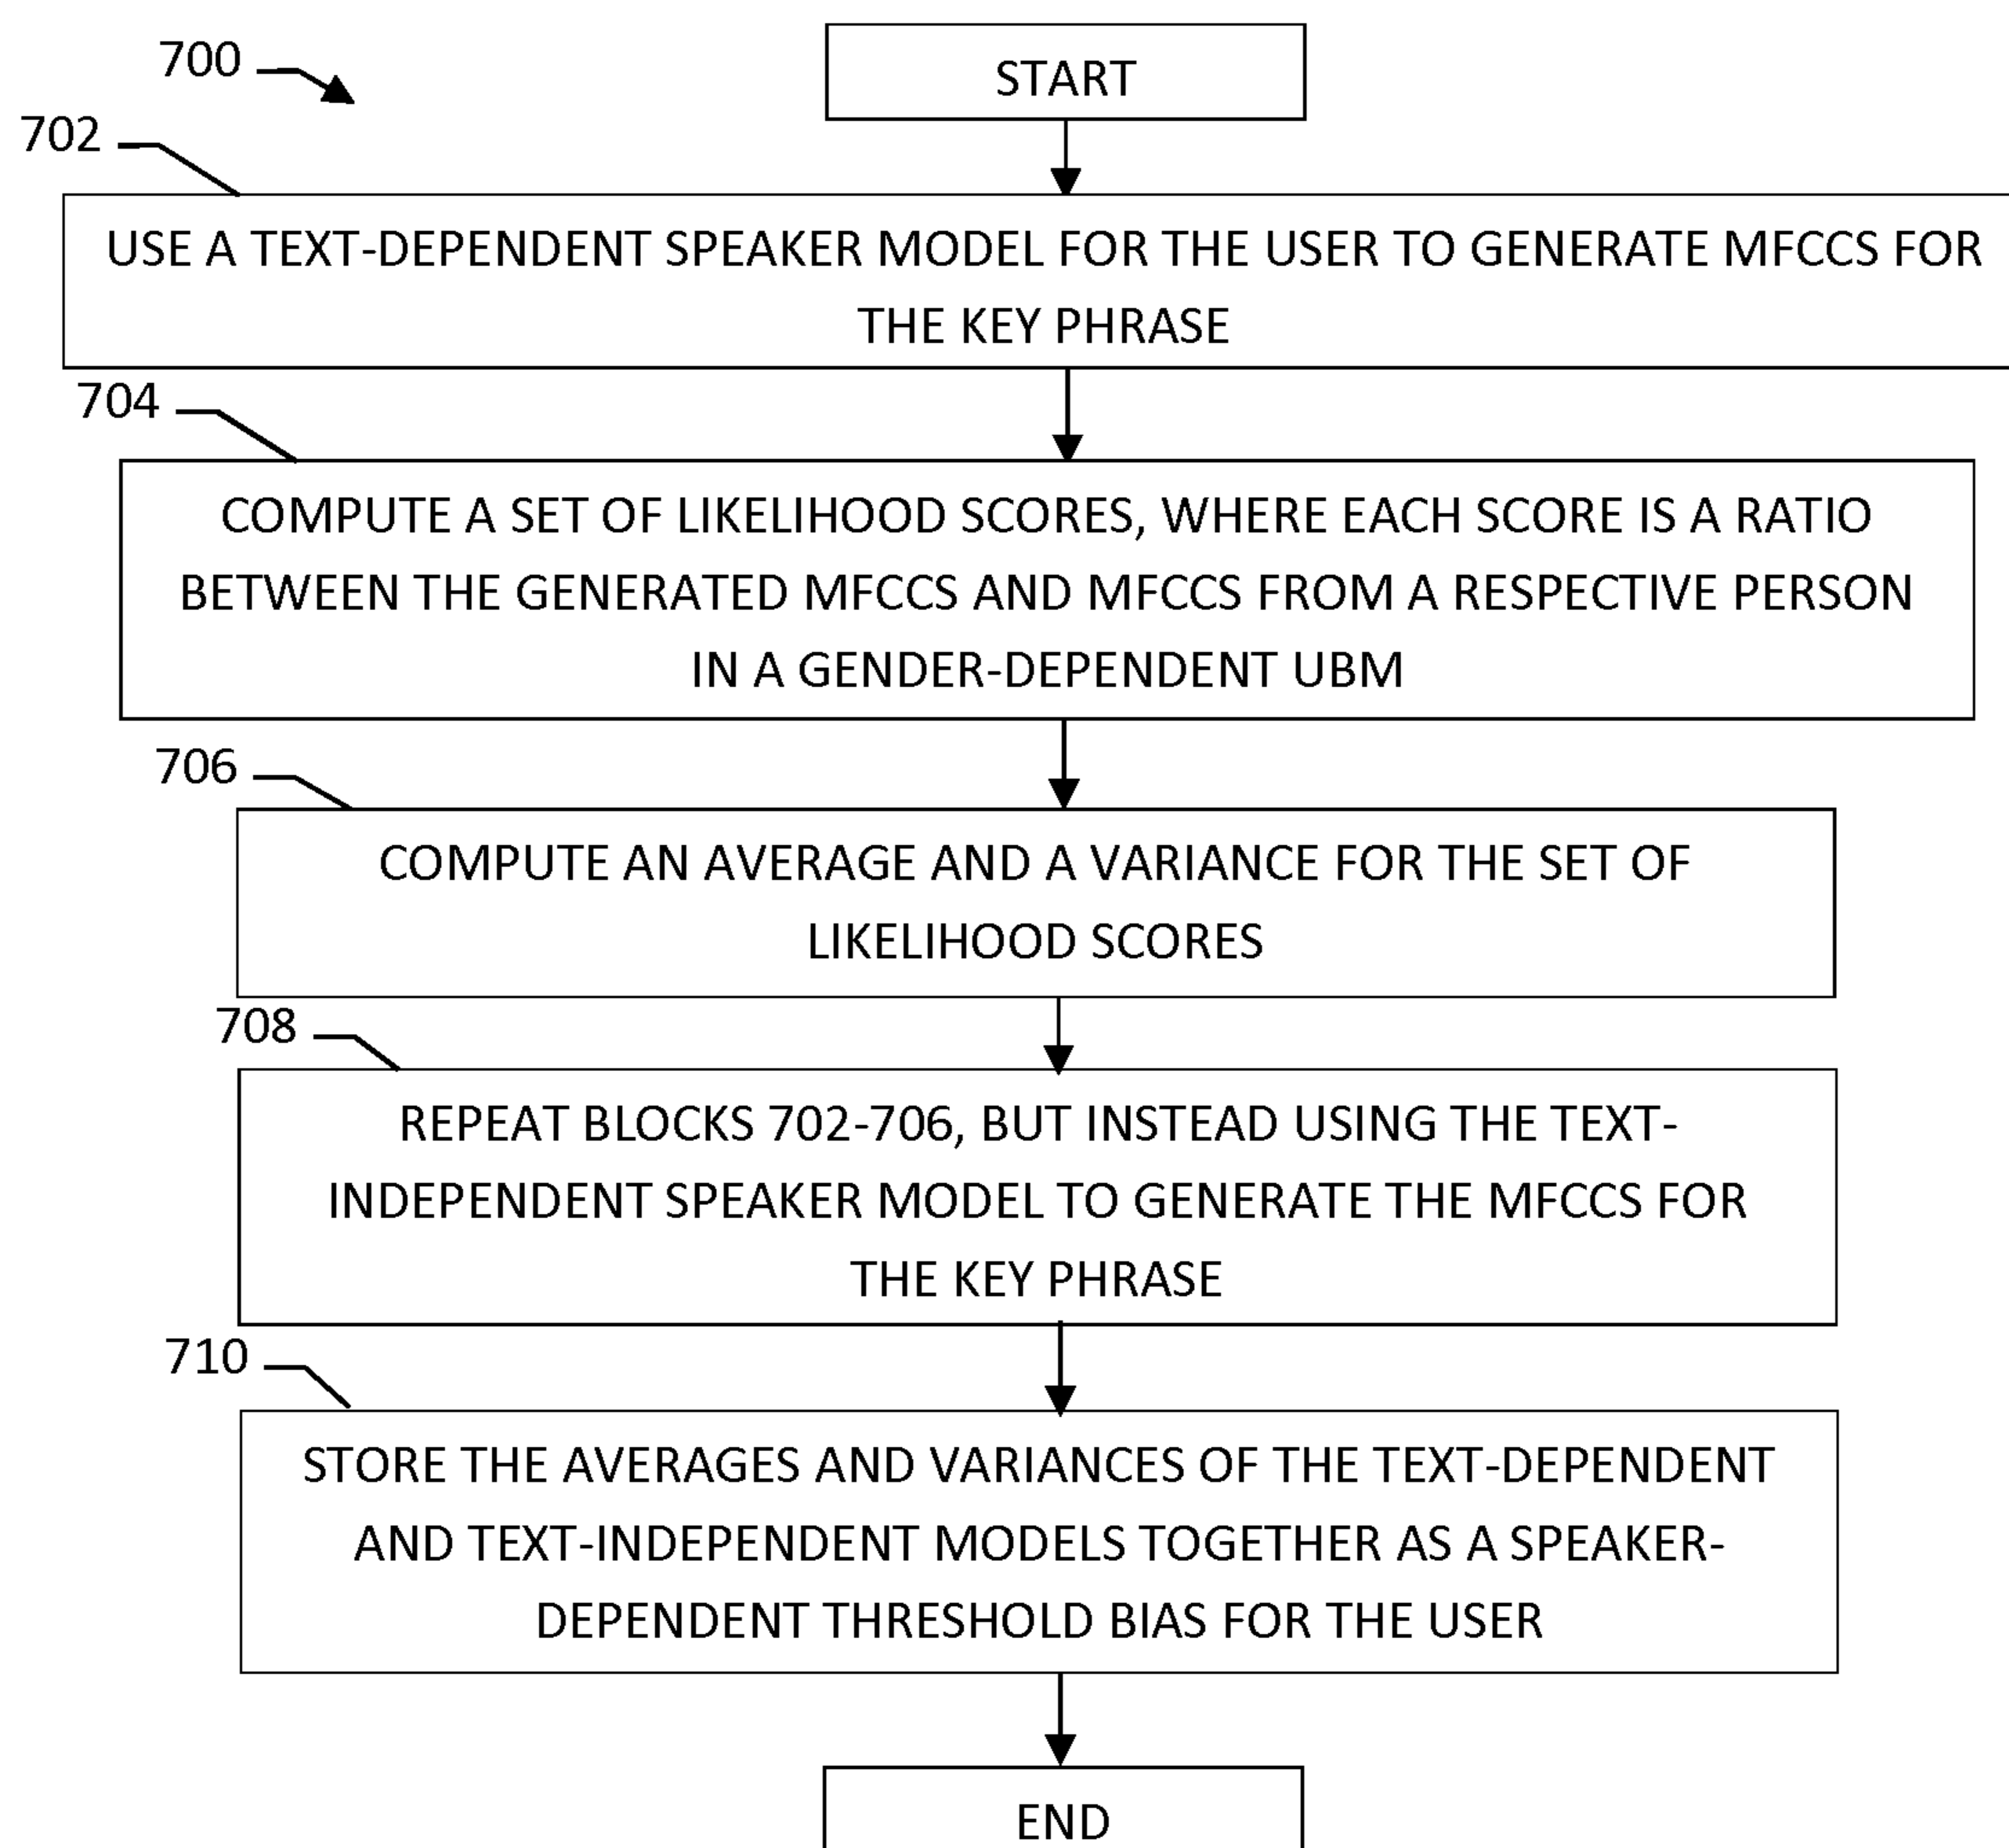 700
START
702
USE A TEXT-DEPENDENT SPEAKER MODEL FOR THE USER TO GENERATE MFCCS FOR
THE KEY PHRASE
704
COMPUTE A SET OF LIKELIHOOD SCORES, WHERE EACH SCORE IS A RATIO
BETWEEN THE GENERATED MFCCS AND MFCCS FROM A RESPECTIVE PERSON
IN A GENDER-DEPENDENT UBM
706
COMPUTE AN AVERAGE AND A VARIANCE FOR THE SET OF
LIKELIHOOD SCORES
708
REPEAT BLOCKS 702-706, BUT INSTEAD USING THE TEXT-
INDEPENDENT SPEAKER MODEL TO GENERATE THE MFCCS FOR
THE KEY PHRASE
710
STORE THE AVERAGES AND VARIANCES OF THE TEXT-DEPENDENT
AND TEXT-INDEPENDENT MODELS TOGETHER AS A SPEAKER-
DEPENDENT THRESHOLD BIAS FOR THE USER
END